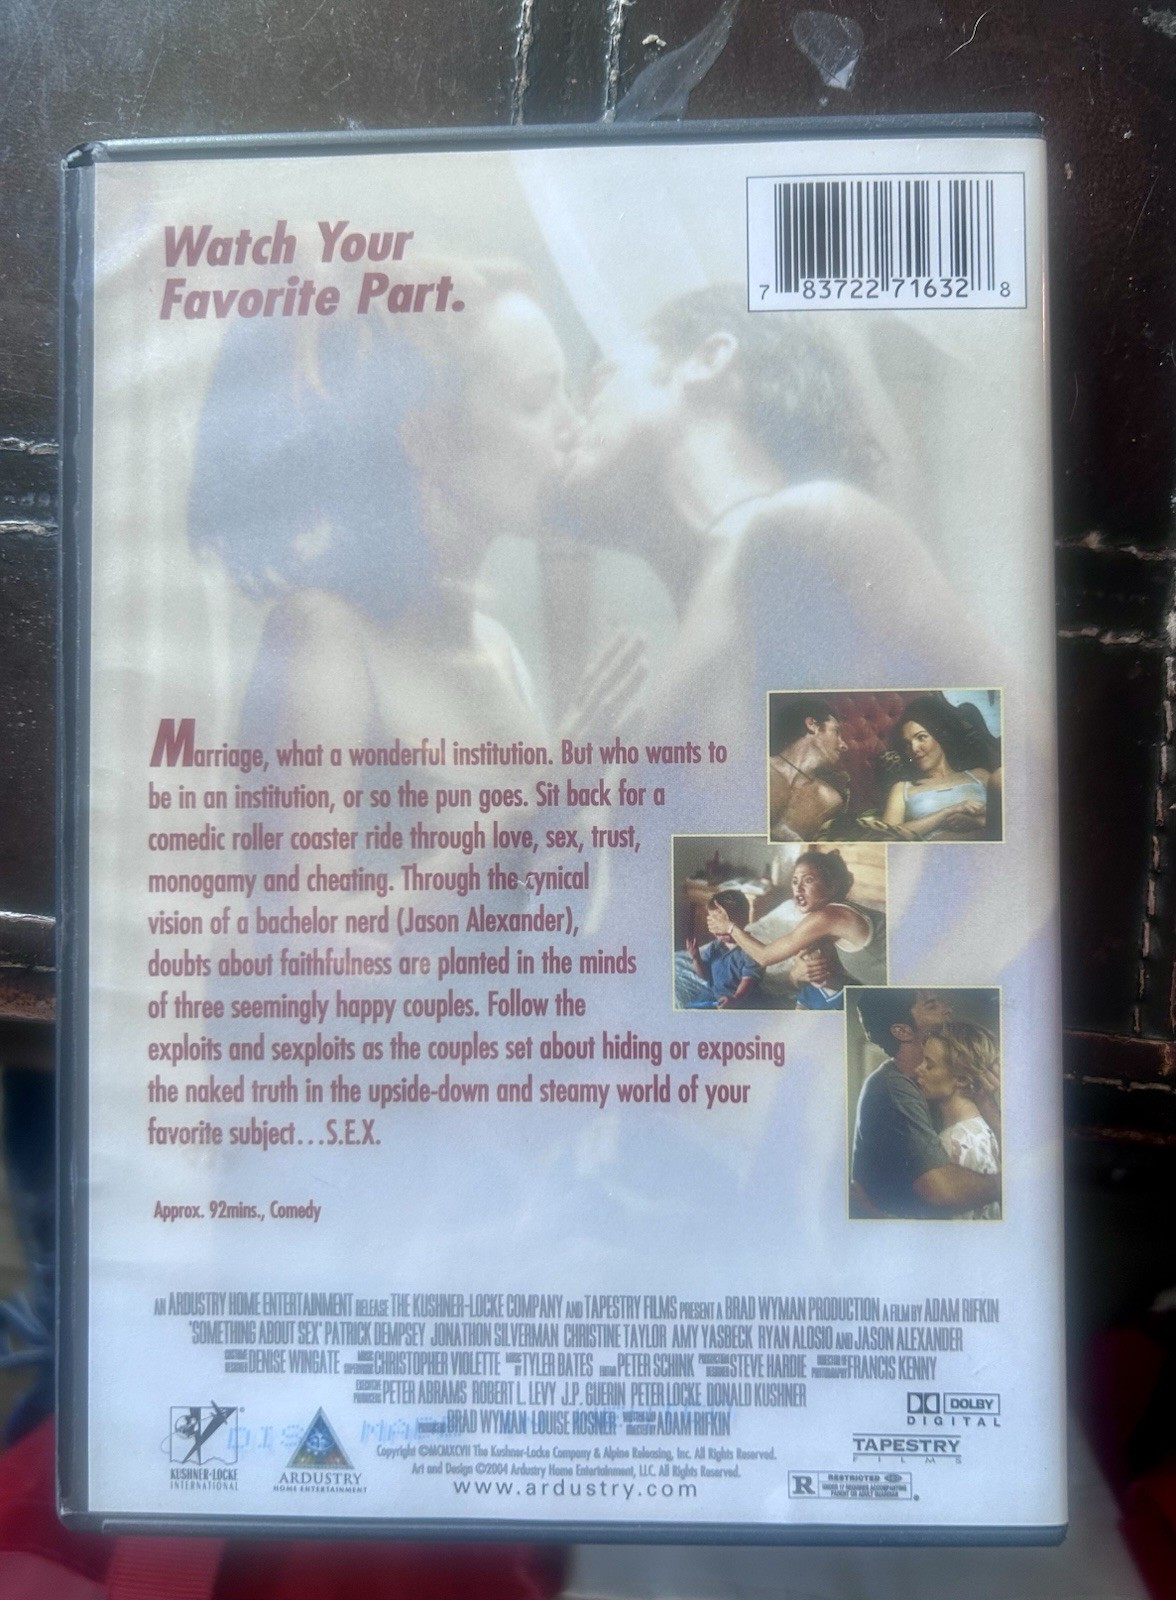 Watch Your
Favorite Part.
7 83722 71632 8
Marriage, what a wonderful institution. But who wants to
be in an institution, or so the pun goes. Sit back for a
comedic roller coaster ride through love, sex, trust,
monogamy and cheating. Through the cynical
vision of a bachelor nerd (Jason Alexander),
doubts about faithfulness are planted in the minds
of three seemingly happy couples. Follow the
exploits and sexploits as the couples set about hiding or exposing
the naked truth in the upside-down and steamy world of your
favorite subject...S.E.X.
Approx. 92mins., Comedy
AN ARDUSTRY HOME ENTERTAINMENT RELEASE THE KUSHNER-LOCKE COMPANY AND TAPESTRY FILMS PRESENT A BRAD WYMAN PRODUCTION A FILM BY ADAM RIFKIN
"SOMETHING ABOUT SEX" PATRICK DEMPSEY JONATHON SILVERMAN CHRISTINE TAYLOR AMY YASBECK RYAN ALOSIO AND JASON ALEXANDER
DENISE WINGATE CHRISTOPHER VIOLETTE TYLER BATES PETER SCHINK STEVE HARDIE FRANCIS KENNY
PETER ABRAMS ROBERT L. LEVY J.P. GUERIN PETER LOCKE DONALD KUSHNER
BRAD WYMAN LOUISE ROSNER ADAM RIFKIN
DISC MADE
Copyright ©MCMXCVII The Kushner-Locke Company & Alpine Releasing, Inc. All Rights Reserved.
Art and Design ©2004 Ardustry Home Entertainment, LLC. All Rights Reserved.
www.ardustry.com
KUSHNER-LOCKE
INTERNATIONAL
ARDUSTRY
HOME ENTERTAINMENT
DOLBY
DIGITAL
TAPESTRY
FILMS
R RESTRICTED
UNDER 17 REQUIRES ACCOMPANYING
PARENT OR ADULT GUARDIAN